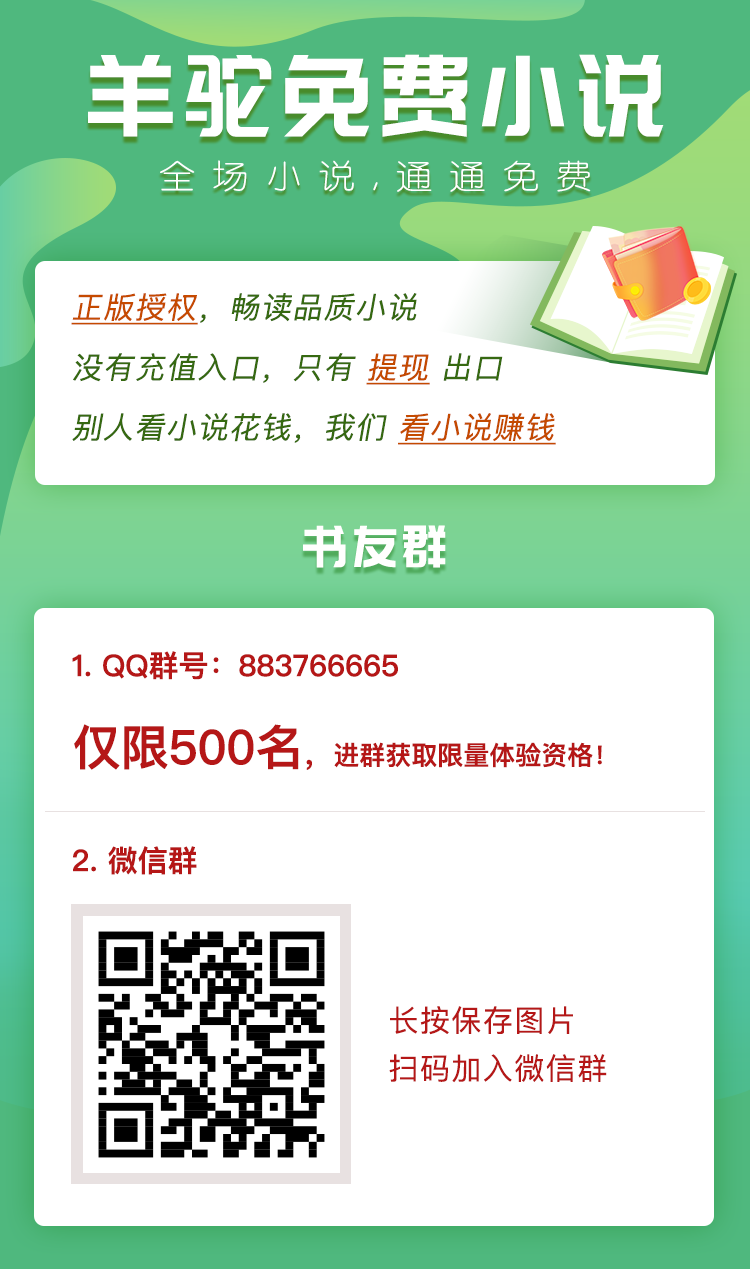 羊驼免费小说
全场小说,通通免费
正版授权，畅读品质小说
没有充值入口，只有 提现 出口
别人看小说花钱，我们 看小说赚钱
书友群
1. QQ群号：883766665
仅限500名，进群获取限量体验资格！
2. 微信群
长按保存图片
扫码加入微信群